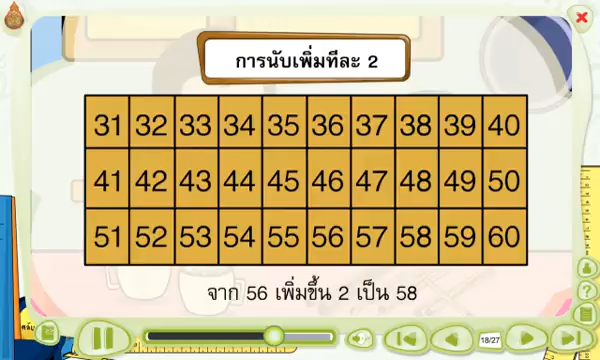 การนับเพิ่มทีละ 2
31 32 33 34 35 36 37 38 39 40
41 42 43 44 45 46 47 48 49 50
51 52 53 54 55 56 57 58 59 60
จาก 56 เพิ่มขึ้น 2 เป็น 58
18/27